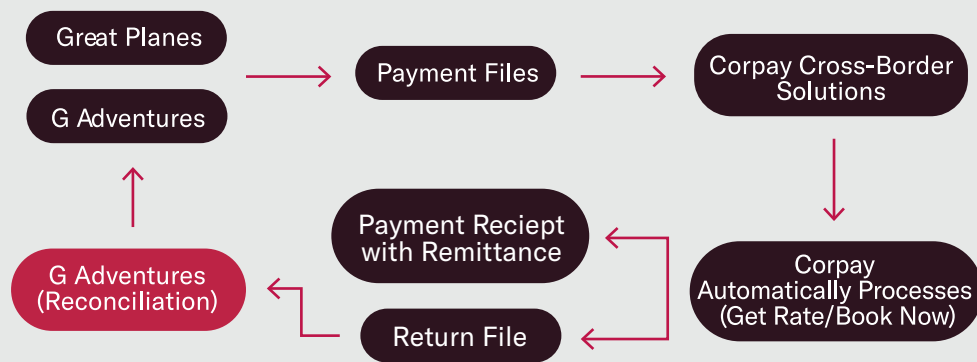 Great Planes
G Adventures
Payment Files
Corpay Cross-Border
Solutions
Corpay
Automatically Processes
(Get Rate/Book Now)
Payment Reciept
with Remittance
Return File
G Adventures
(Reconciliation)